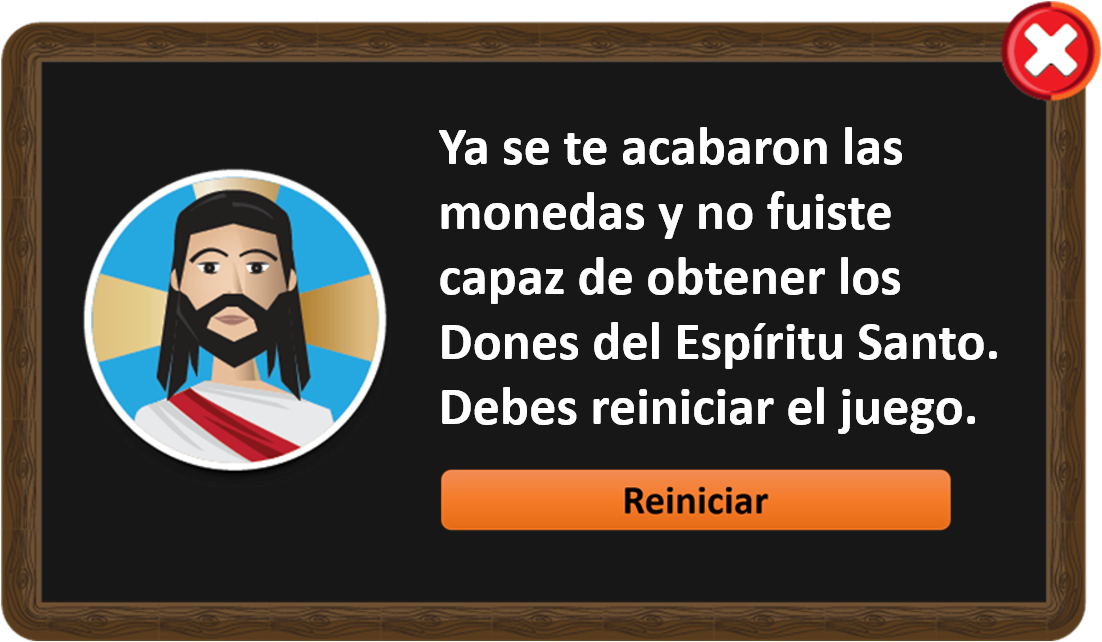 Ya se te acabaron las
monedas y no fuiste
capaz de obtener los
Dones del Espíritu Santo.
Debes reiniciar el juego.
Reiniciar